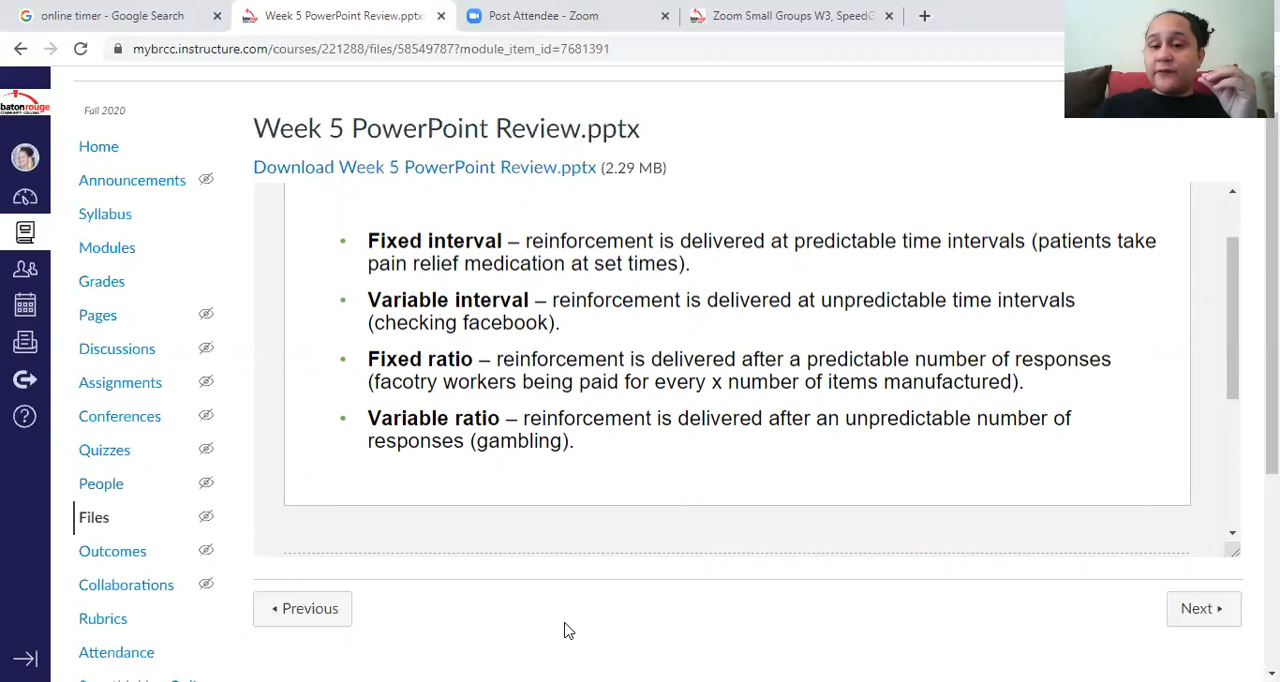 online timer - Google Search
Week 5 PowerPoint Review.pptx
Post Attendee - Zoom
Zoom Small Groups W3, SpeedG
mybrcc.instructure.com/courses/221288/files/58549787?module_item_id=7681391
batonrouge
COMMUNITY COLLEGE
Fall 2020
Home
Announcements
Syllabus
Modules
Grades
Pages
Discussions
Assignments
Conferences
Quizzes
People
Files
Outcomes
Collaborations
Rubrics
Attendance
Week 5 PowerPoint Review.pptx
Download Week 5 PowerPoint Review.pptx (2.29 MB)
• Fixed interval – reinforcement is delivered at predictable time intervals (patients take
pain relief medication at set times).
• Variable interval – reinforcement is delivered at unpredictable time intervals
(checking facebook).
• Fixed ratio – reinforcement is delivered after a predictable number of responses
(facotry workers being paid for every x number of items manufactured).
• Variable ratio – reinforcement is delivered after an unpredictable number of
responses (gambling).
Previous
Next